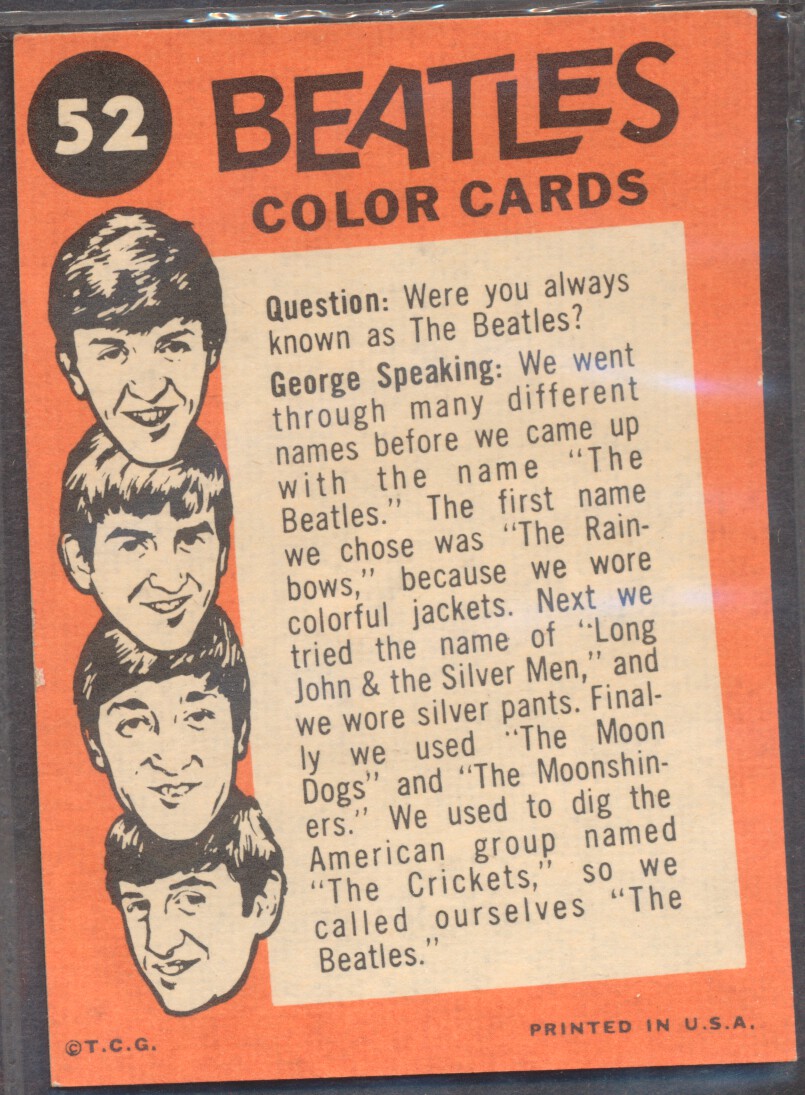 52
BEATLES
COLOR CARDS
Question: Were you always
known as The Beatles?
George Speaking: We went
through many different
names before we came up
with the name "The
Beatles." The first name
we chose was "The Rain-
bows," because we wore
colorful jackets. Next we
tried the name of "Long
John & the Silver Men," and
we wore silver pants. Final-
ly we used "The Moon
Dogs" and "The Moonshin-
ers." We used to dig the
American group named
"The Crickets," so we
called ourselves "The
Beatles."
©T.C.G.
PRINTED IN U.S.A.